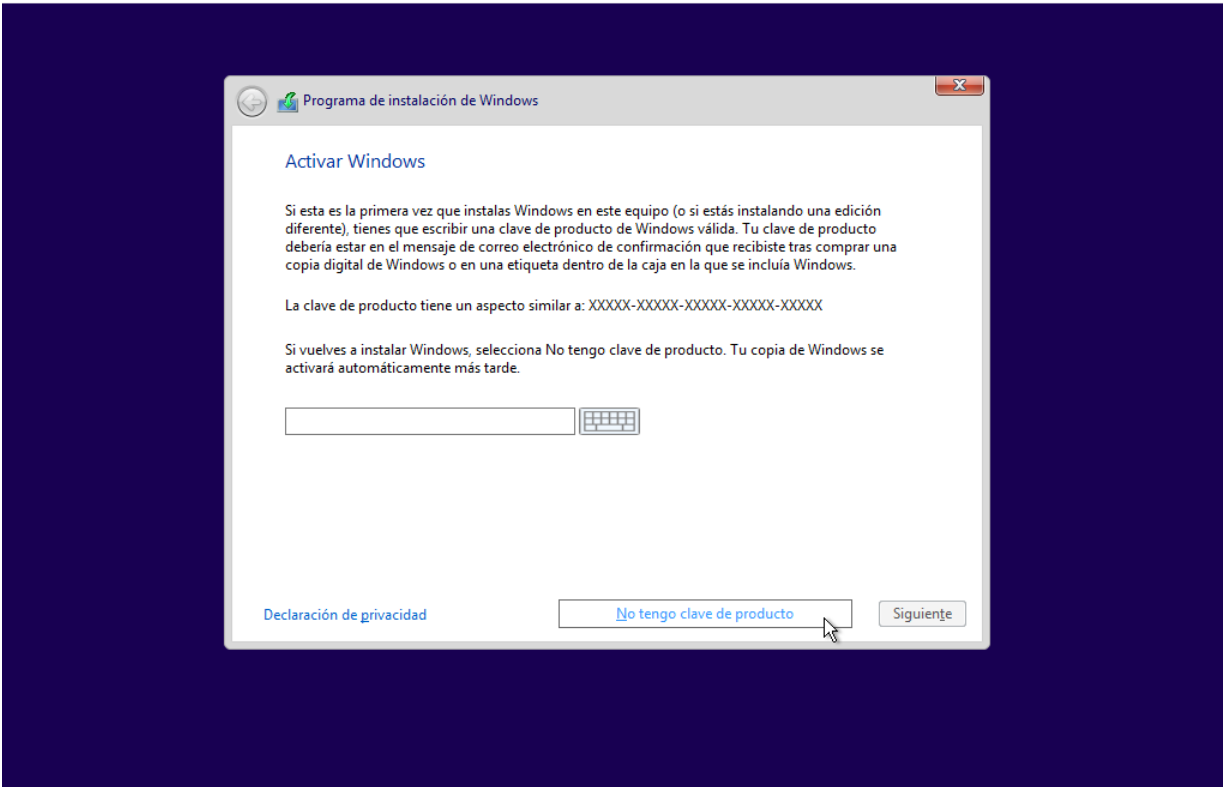 Programa de instalación de Windows
Activar Windows
Si esta es la primera vez que instalas Windows en este equipo (o si estás instalando una edición
diferente), tienes que escribir una clave de producto de Windows válida. Tu clave de producto
debería estar en el mensaje de correo electrónico de confirmación que recibiste tras comprar una
copia digital de Windows o en una etiqueta dentro de la caja en la que se incluía Windows.
La clave de producto tiene un aspecto similar a: XXXXX-XXXXX-XXXXX-XXXXX-XXXXX
Si vuelves a instalar Windows, selecciona No tengo clave de producto. Tu copia de Windows se
activará automáticamente más tarde.
Declaración de privacidad
No tengo clave de producto
Siguiente